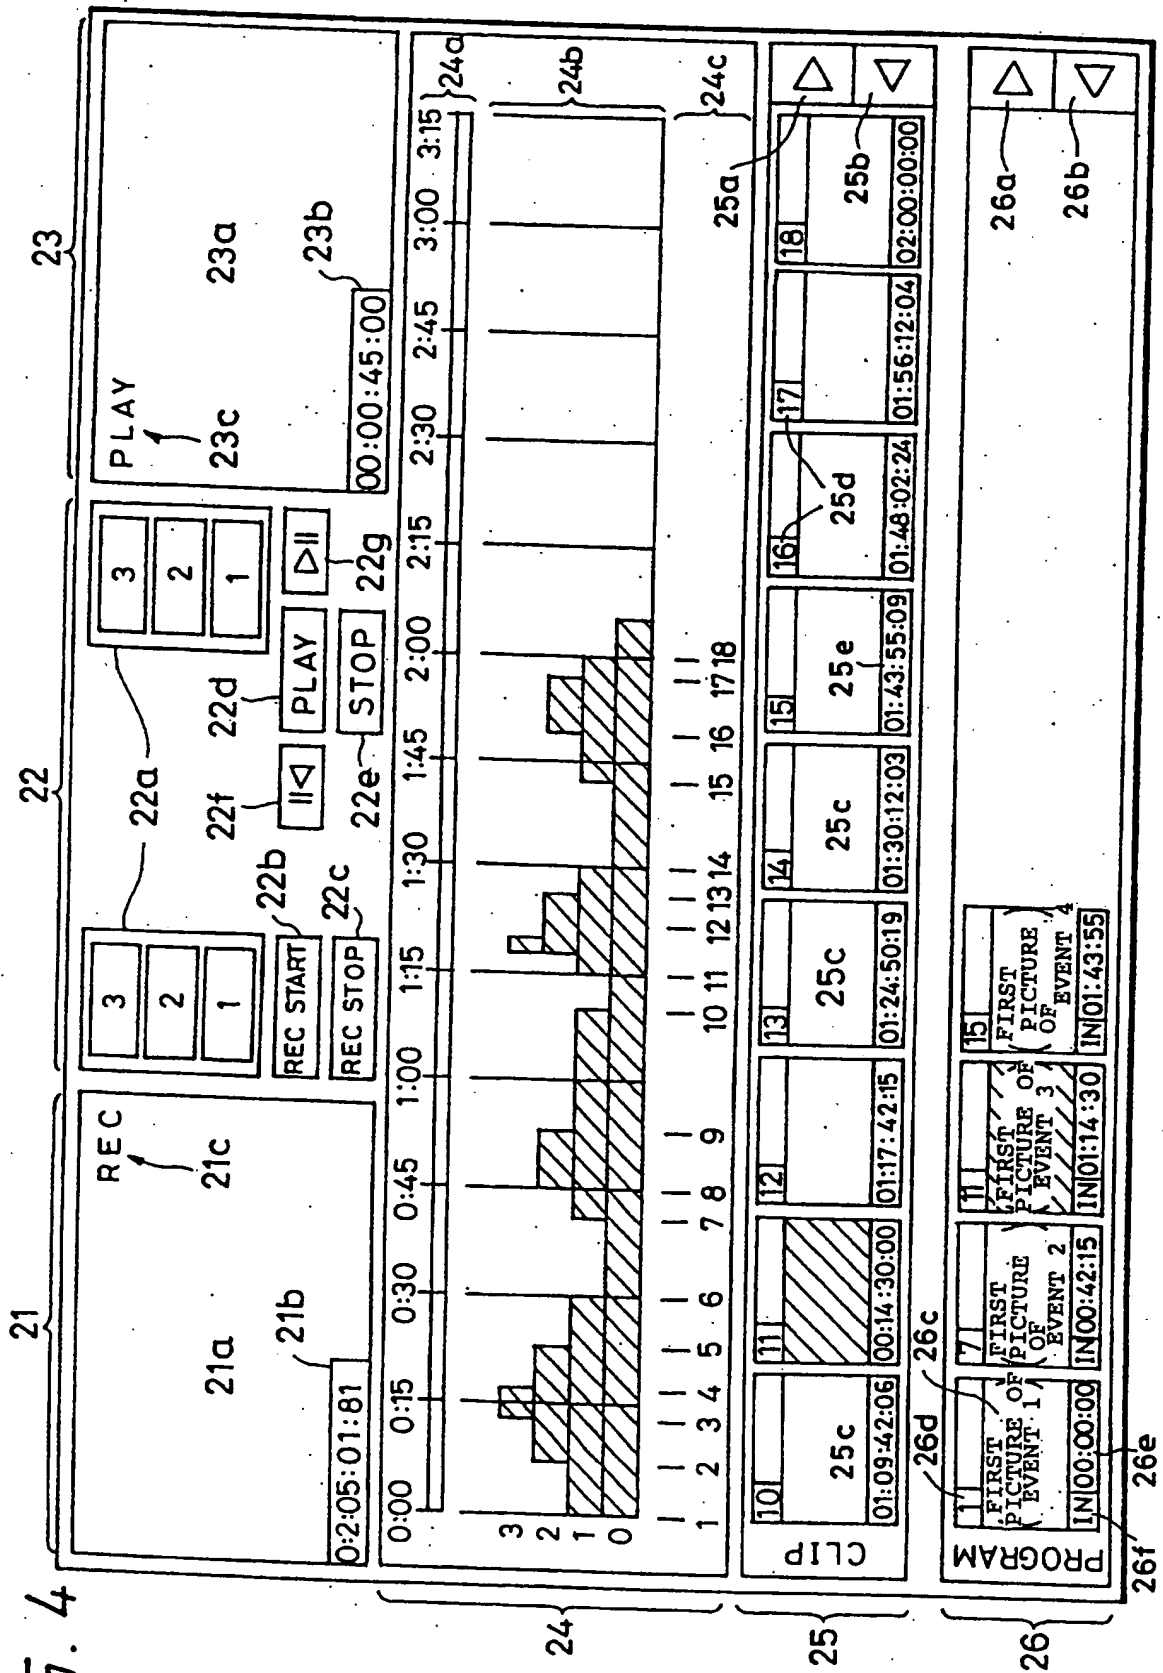 FIG. 4
21
22
23
REC
21c
21a
21b
0:2:05:01:81
22a
3
2
1
3
2
1
22b
REC START
22c
REC STOP
22f
22d
PLAY
22e
STOP
22g
PLAY
23c
23a
23b
00:00:45:00
24
0:00 0:15 0:30 0:45 1:00 1:15 1:30 1:45 2:00 2:15 2:30 2:45 3:00 3:15
24a
3
2
1
0
24b
1 2 3 4 5 6 7 8 9 10 11 12 13 14 15 16 17 18
24c
25
CLIP
10 11 12 13 14 15 16 17 18
25c 25c 25c 25e 25d
25a
25b
01:09:42:06 00:14:30:00 01:17:42:15 01:24:50:19 01:30:12:03 01:43:55:09 01:48:02:24 01:56:12:04 02:00:00:00
26
PROGRAM
26d
26c
1
FIRST
PICTURE OF
EVENT 1
IN 00:00:00
7
FIRST
PICTURE
OF
EVENT 2
IN 00:42:15
11
FIRST
PICTURE OF
EVENT 3
IN 01:14:30
15
FIRST
PICTURE
OF
EVENT 4
IN 01:43:55
26a
26b
26f
26e